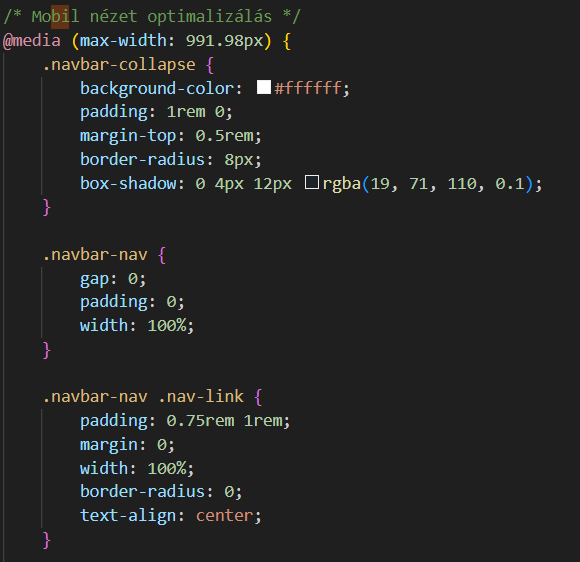 /* Mobil nézet optimalizálás */
@media (max-width: 991.98px) {
    .navbar-collapse {
        background-color: #ffffff;
        padding: 1rem 0;
        margin-top: 0.5rem;
        border-radius: 8px;
        box-shadow: 0 4px 12px rgba(19, 71, 110, 0.1);
    }

    .navbar-nav {
        gap: 0;
        padding: 0;
        width: 100%;
    }

    .navbar-nav .nav-link {
        padding: 0.75rem 1rem;
        margin: 0;
        width: 100%;
        border-radius: 0;
        text-align: center;
    }